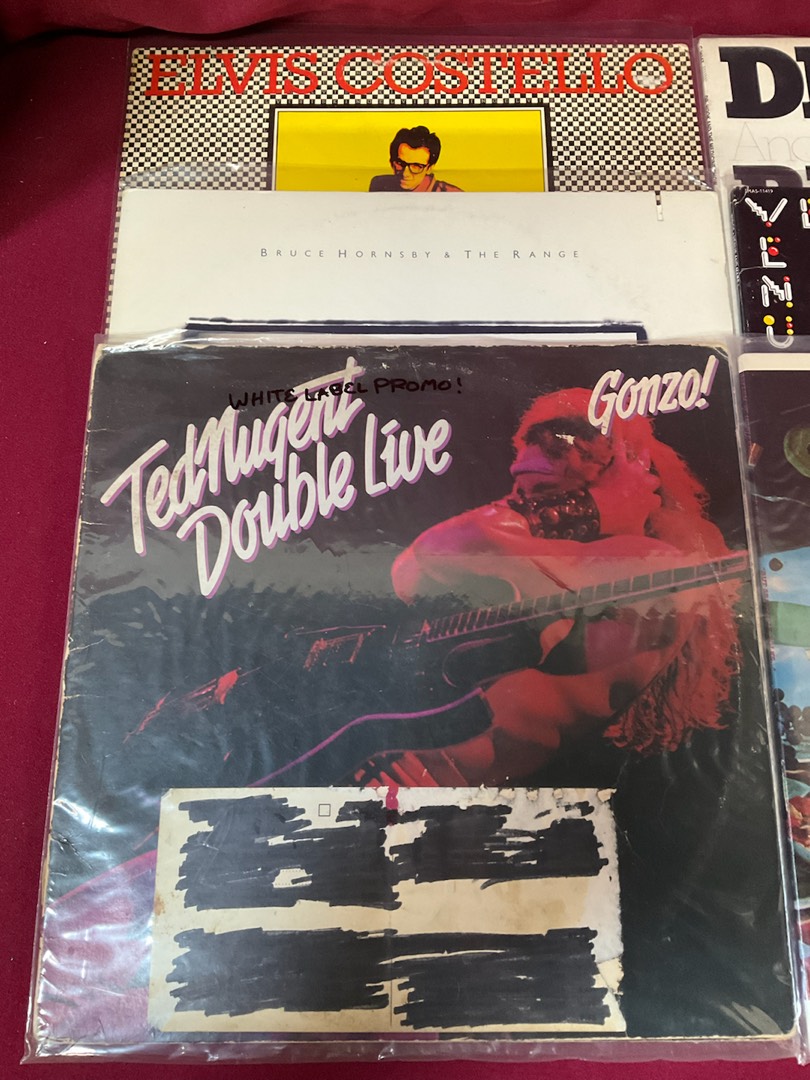 ELVIS COSTELLO
BRUCE HORNSBY & THE RANGE
WHITE LABEL PROMO!
Ted Nugent
Double Live
Gonzo!